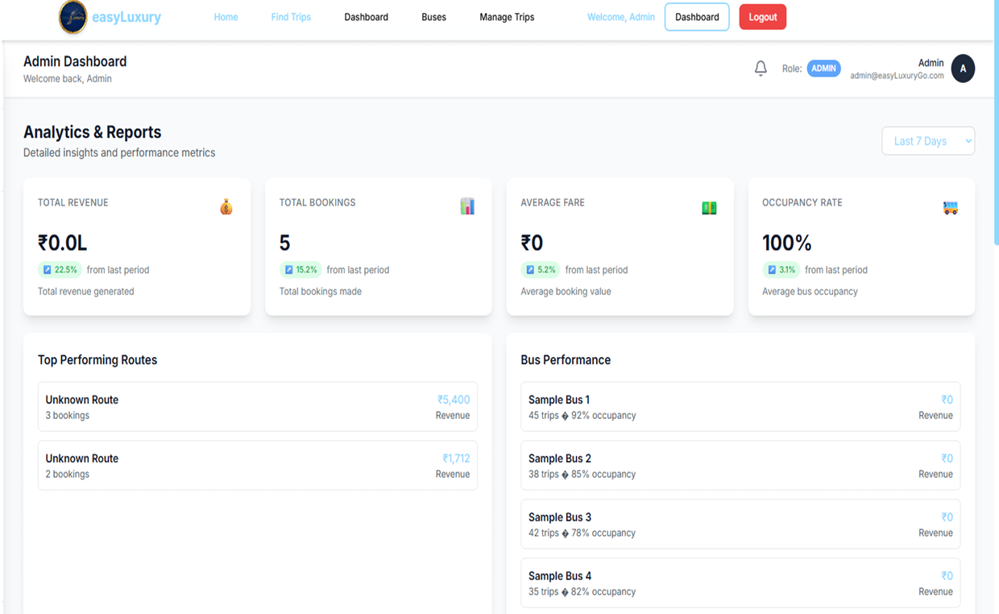 easyLuxury
Home
Find Trips
Dashboard
Buses
Manage Trips
Welcome, Admin
Dashboard
Logout
Admin Dashboard
Welcome back, Admin
Role: ADMIN
Admin
admin@easyLuxuryGo.com
A
Analytics & Reports
Detailed insights and performance metrics
Last 7 Days
TOTAL REVENUE
₹0.0L
22.5% from last period
Total revenue generated
TOTAL BOOKINGS
5
15.2% from last period
Total bookings made
AVERAGE FARE
₹0
5.2% from last period
Average booking value
OCCUPANCY RATE
100%
3.1% from last period
Average bus occupancy
Top Performing Routes
Unknown Route
₹5,400
3 bookings
Revenue
Unknown Route
₹1,712
2 bookings
Revenue
Bus Performance
Sample Bus 1
₹0
45 trips � 92% occupancy
Revenue
Sample Bus 2
₹0
38 trips � 85% occupancy
Revenue
Sample Bus 3
₹0
42 trips � 78% occupancy
Revenue
Sample Bus 4
₹0
35 trips � 82% occupancy
Revenue